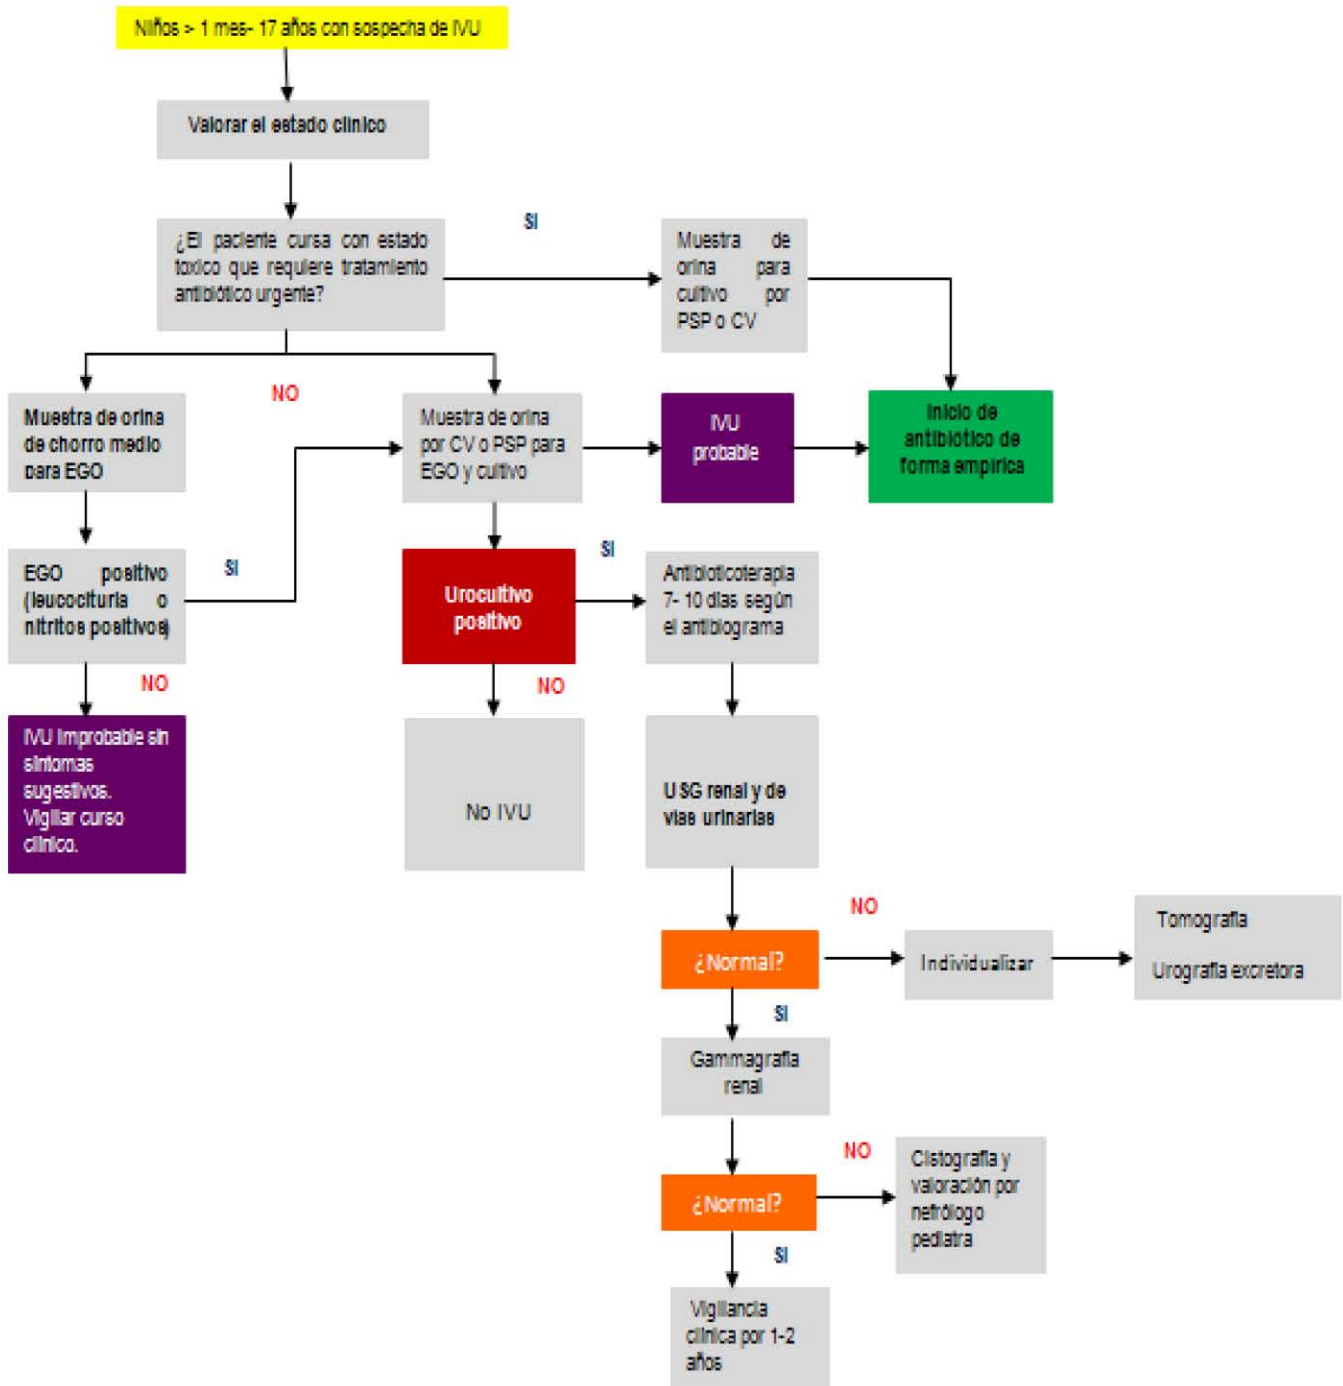 Niños > 1 mes- 17 años con sospecha de IVU
Valorar el estado clínico
¿El paciente cursa con estado
toxico que requiere tratamiento
antibiótico urgente?
SI
Muestra de
orina para
cultivo por
PSP o CV
NO
Muestra de orina
de chorro medio
para EGO
Muestra de orina
por CV o PSP para
EGO y cultivo
IVU
probable
Inicio de
antibiótico de
forma empírica
EGO positivo
(leucocituria o
nitritos positivos)
SI
Urocultivo
positivo
SI
Antibioticoterapia
7- 10 días según
el antibiograma
NO
NO
IVU improbable sin
síntomas
sugestivos.
Vigilar curso
clínico.
No IVU
USG renal y de
vías urinarias
¿Normal?
NO
Individualizar
Tomografía
Urografía excretora
SI
Gammagrafía
renal
¿Normal?
NO
Cistografía y
valoración por
nefrólogo
pediatra
SI
Vigilancia
clínica por 1-2
años